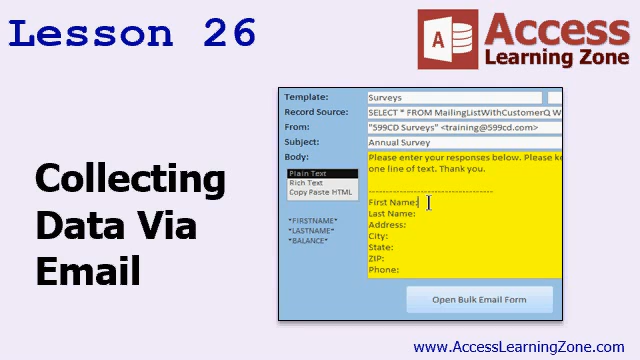 Lesson 26
Access
Learning Zone
Template: Surveys
Record Source: SELECT * FROM MailingListWithCustomerQ W
From: "599CD Surveys" <training@599cd.com>
Subject: Annual Survey
Body: Please enter your responses below. Please ke
one line of text. Thank you.
Plain Text
Rich Text
Copy Paste HTML
------------------------------------
*FIRSTNAME*
*LASTNAME*
*BALANCE*
First Name:
Last Name:
Address:
City:
State:
ZIP:
Phone:
Open Bulk Email Form
Collecting
Data Via
Email
www.AccessLearningZone.com